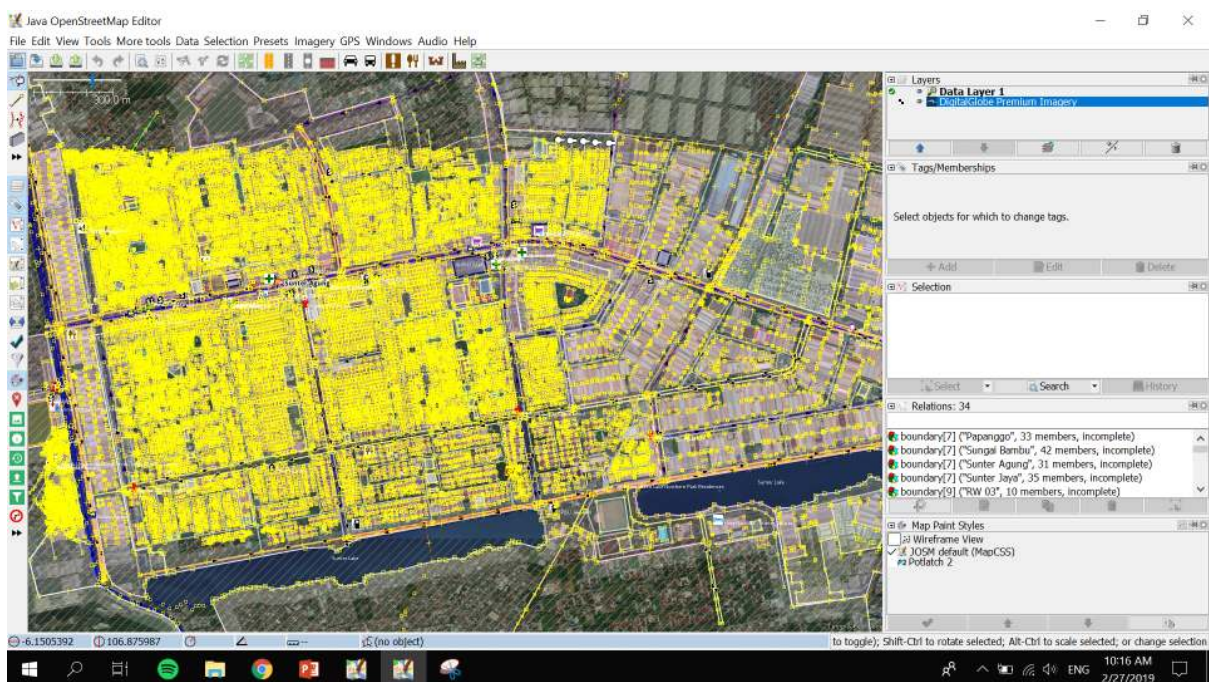 Java OpenStreetMap Editor
File Edit View Tools More tools Data Selection Presets Imagery GPS Windows Audio Help
300.0 m
Layers
Data Layer 1
DigitalGlobe Premium Imagery
Tags/Memberships
Select objects for which to change tags.
Add Edit Delete
Selection
Select Search History
Relations: 34
boundary[7] ("Papanggo", 33 members, incomplete)
boundary[7] ("Sungai Bambu", 42 members, incomplete)
boundary[7] ("Sunter Agung", 31 members, incomplete)
boundary[7] ("Sunter Jaya", 35 members, incomplete)
boundary[9] ("RW 03", 10 members, incomplete)
Map Paint Styles
Wireframe View
JOSM default (MapCSS)
Potlatch 2
Sunter Agung
Sunter Lake
Sunter Lake
-6.1505392 106.875987 -- (no object) to toggle); Shift-Ctrl to rotate selected; Alt-Ctrl to scale selected; or change selection
ENG 10:16 AM
2/27/2019